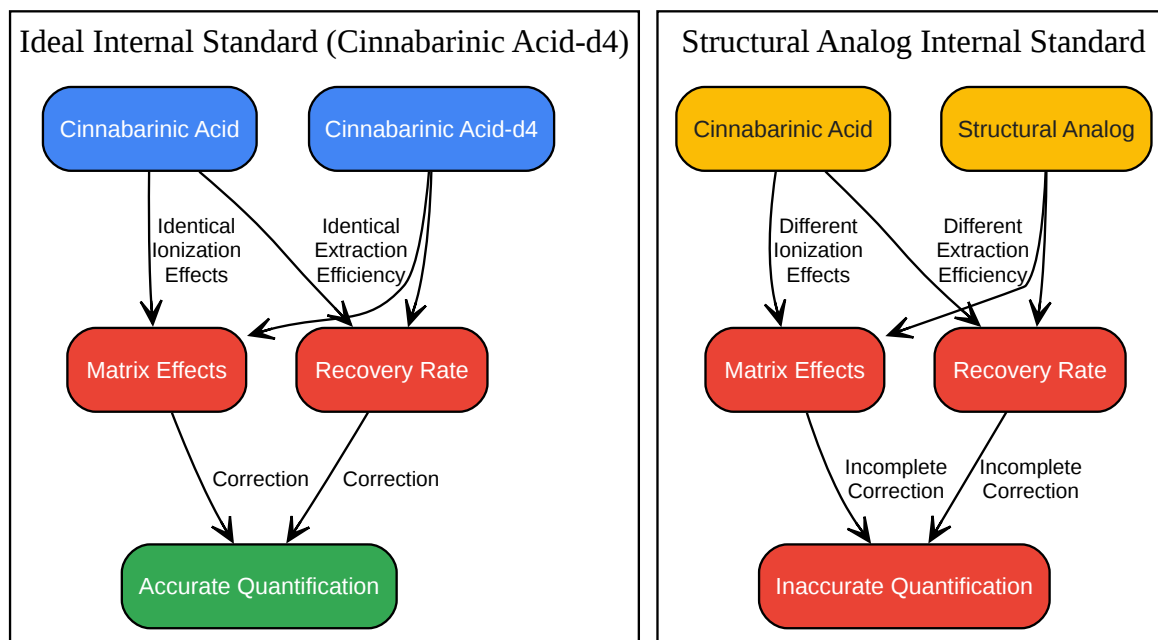 Ideal Internal Standard (Cinnabarinic Acid-d4)
Cinnabarinic Acid
Cinnabarinic Acid-d4
Identical
Ionization
Effects
Identical
Extraction
Efficiency
Matrix Effects
Recovery Rate
Correction
Correction
Accurate Quantification
Structural Analog Internal Standard
Cinnabarinic Acid
Structural Analog
Different
Ionization
Effects
Different
Extraction
Efficiency
Matrix Effects
Recovery Rate
Incomplete
Correction
Incomplete
Correction
Inaccurate Quantification